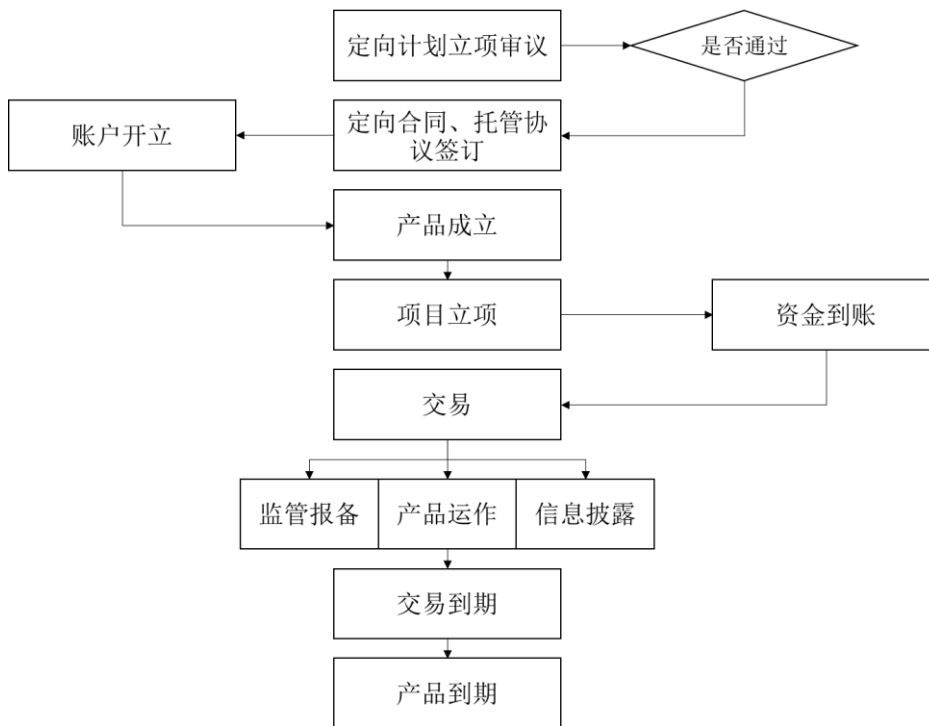 定向计划立项审议
是否通过
账户开立
定向合同、托管协
议签订
产品成立
项目立项
资金到账
交易
监管报备
产品运作
信息披露
交易到期
产品到期